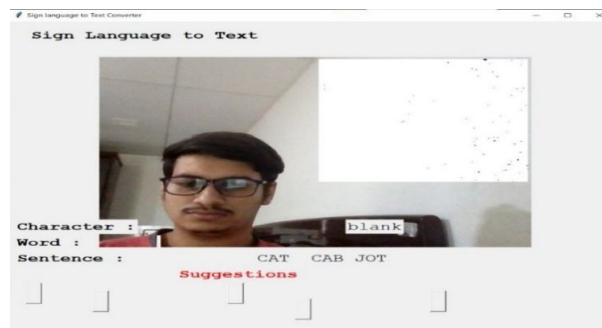 Sign language to Text Converter
Sign Language to Text
Character : blank
Word :
Sentence : CAT CAB JOT
Suggestions